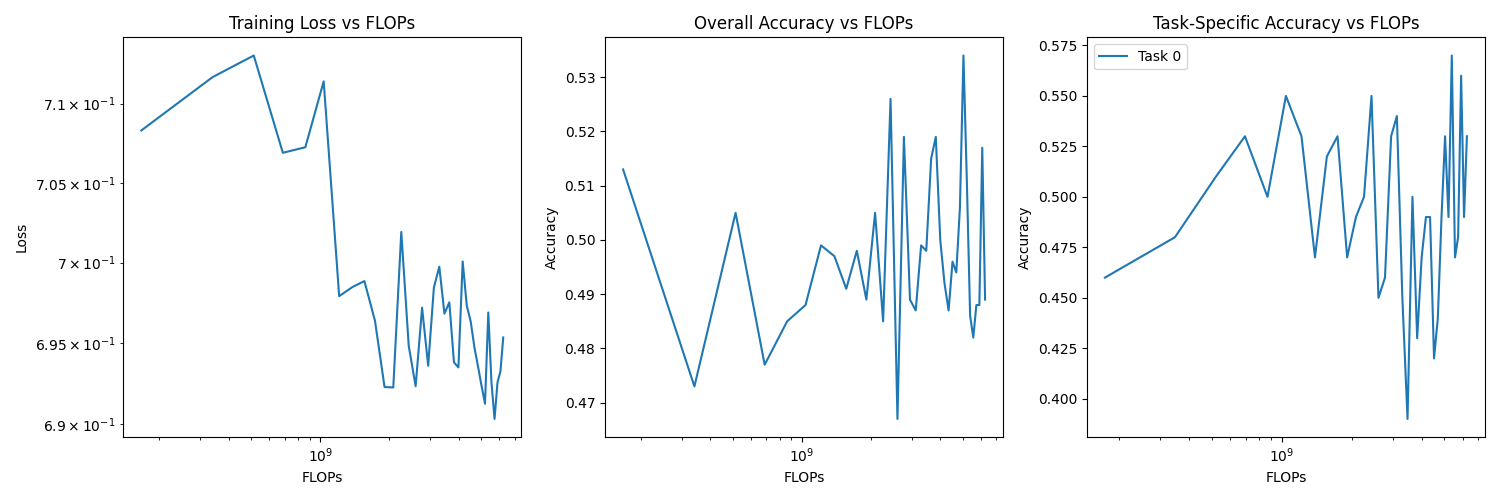 Training Loss vs FLOPs
Overall Accuracy vs FLOPs
Task-Specific Accuracy vs FLOPs
7.1 × 10⁻¹
7.05 × 10⁻¹
7 × 10⁻¹
6.95 × 10⁻¹
6.9 × 10⁻¹
Loss
10⁹
FLOPs
0.53
0.52
0.51
0.50
0.49
0.48
0.47
Accuracy
10⁹
FLOPs
Task 0
0.575
0.550
0.525
0.500
0.475
0.450
0.425
0.400
Accuracy
10⁹
FLOPs